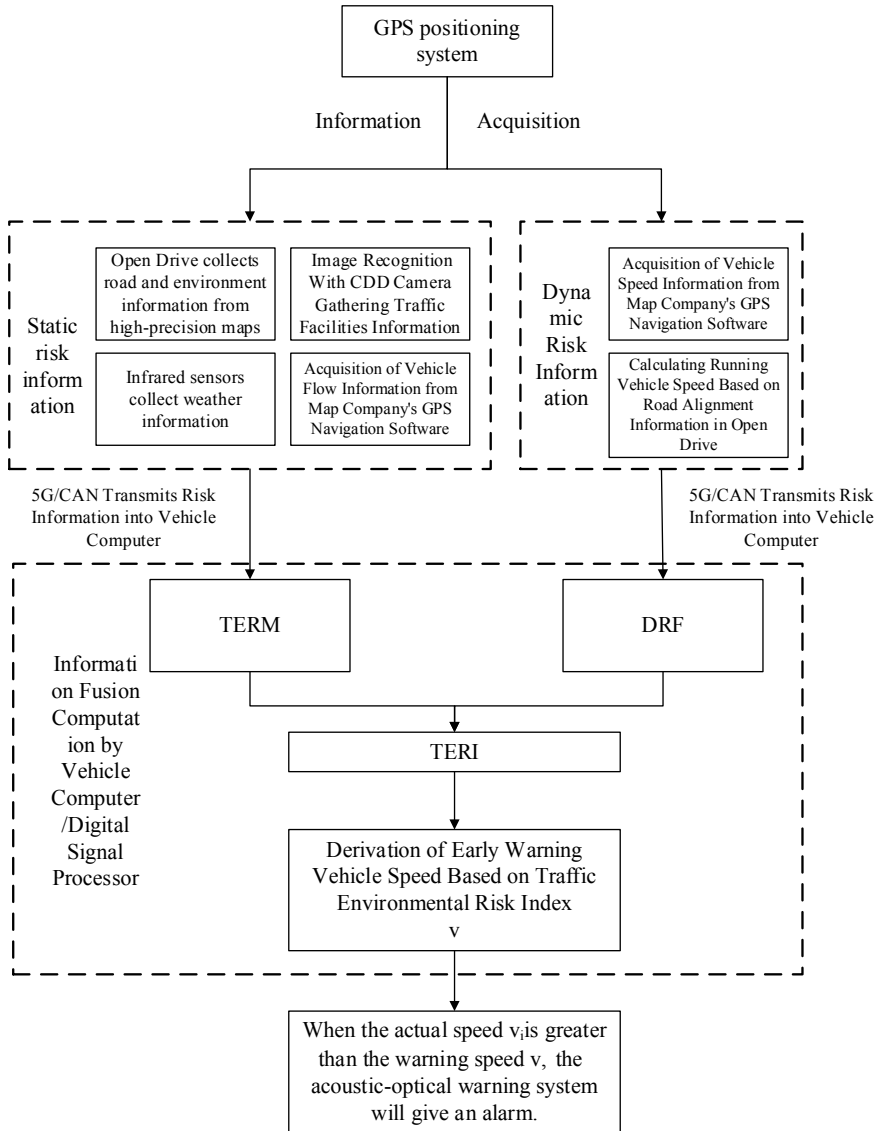 GPS positioning
system
Information
Acquisition
Static
risk
inform
ation
Open Drive collects
road and environment
information from
high-precision maps
Image Recognition
With CDD Camera
Gathering Traffic
Facilities Information
Infrared sensors
collect weather
information
Acquisition of Vehicle
Flow Information from
Map Company's GPS
Navigation Software
Dyna
mic
Risk
Inform
ation
Acquisition of Vehicle
Speed Information from
Map Company's GPS
Navigation Software
Calculating Running
Vehicle Speed Based on
Road Alignment
Information in Open
Drive
5G/CAN Transmits Risk
Information into Vehicle
Computer
5G/CAN Transmits Risk
Information into Vehicle
Computer
Informati
on Fusion
Computat
ion by
Vehicle
Computer
/Digital
Signal
Processor
TERM
DRF
TERI
Derivation of Early Warning
Vehicle Speed Based on Traffic
Environmental Risk Index
v
When the actual speed vᵢis greater
than the warning speed v, the
acoustic-optical warning system
will give an alarm.